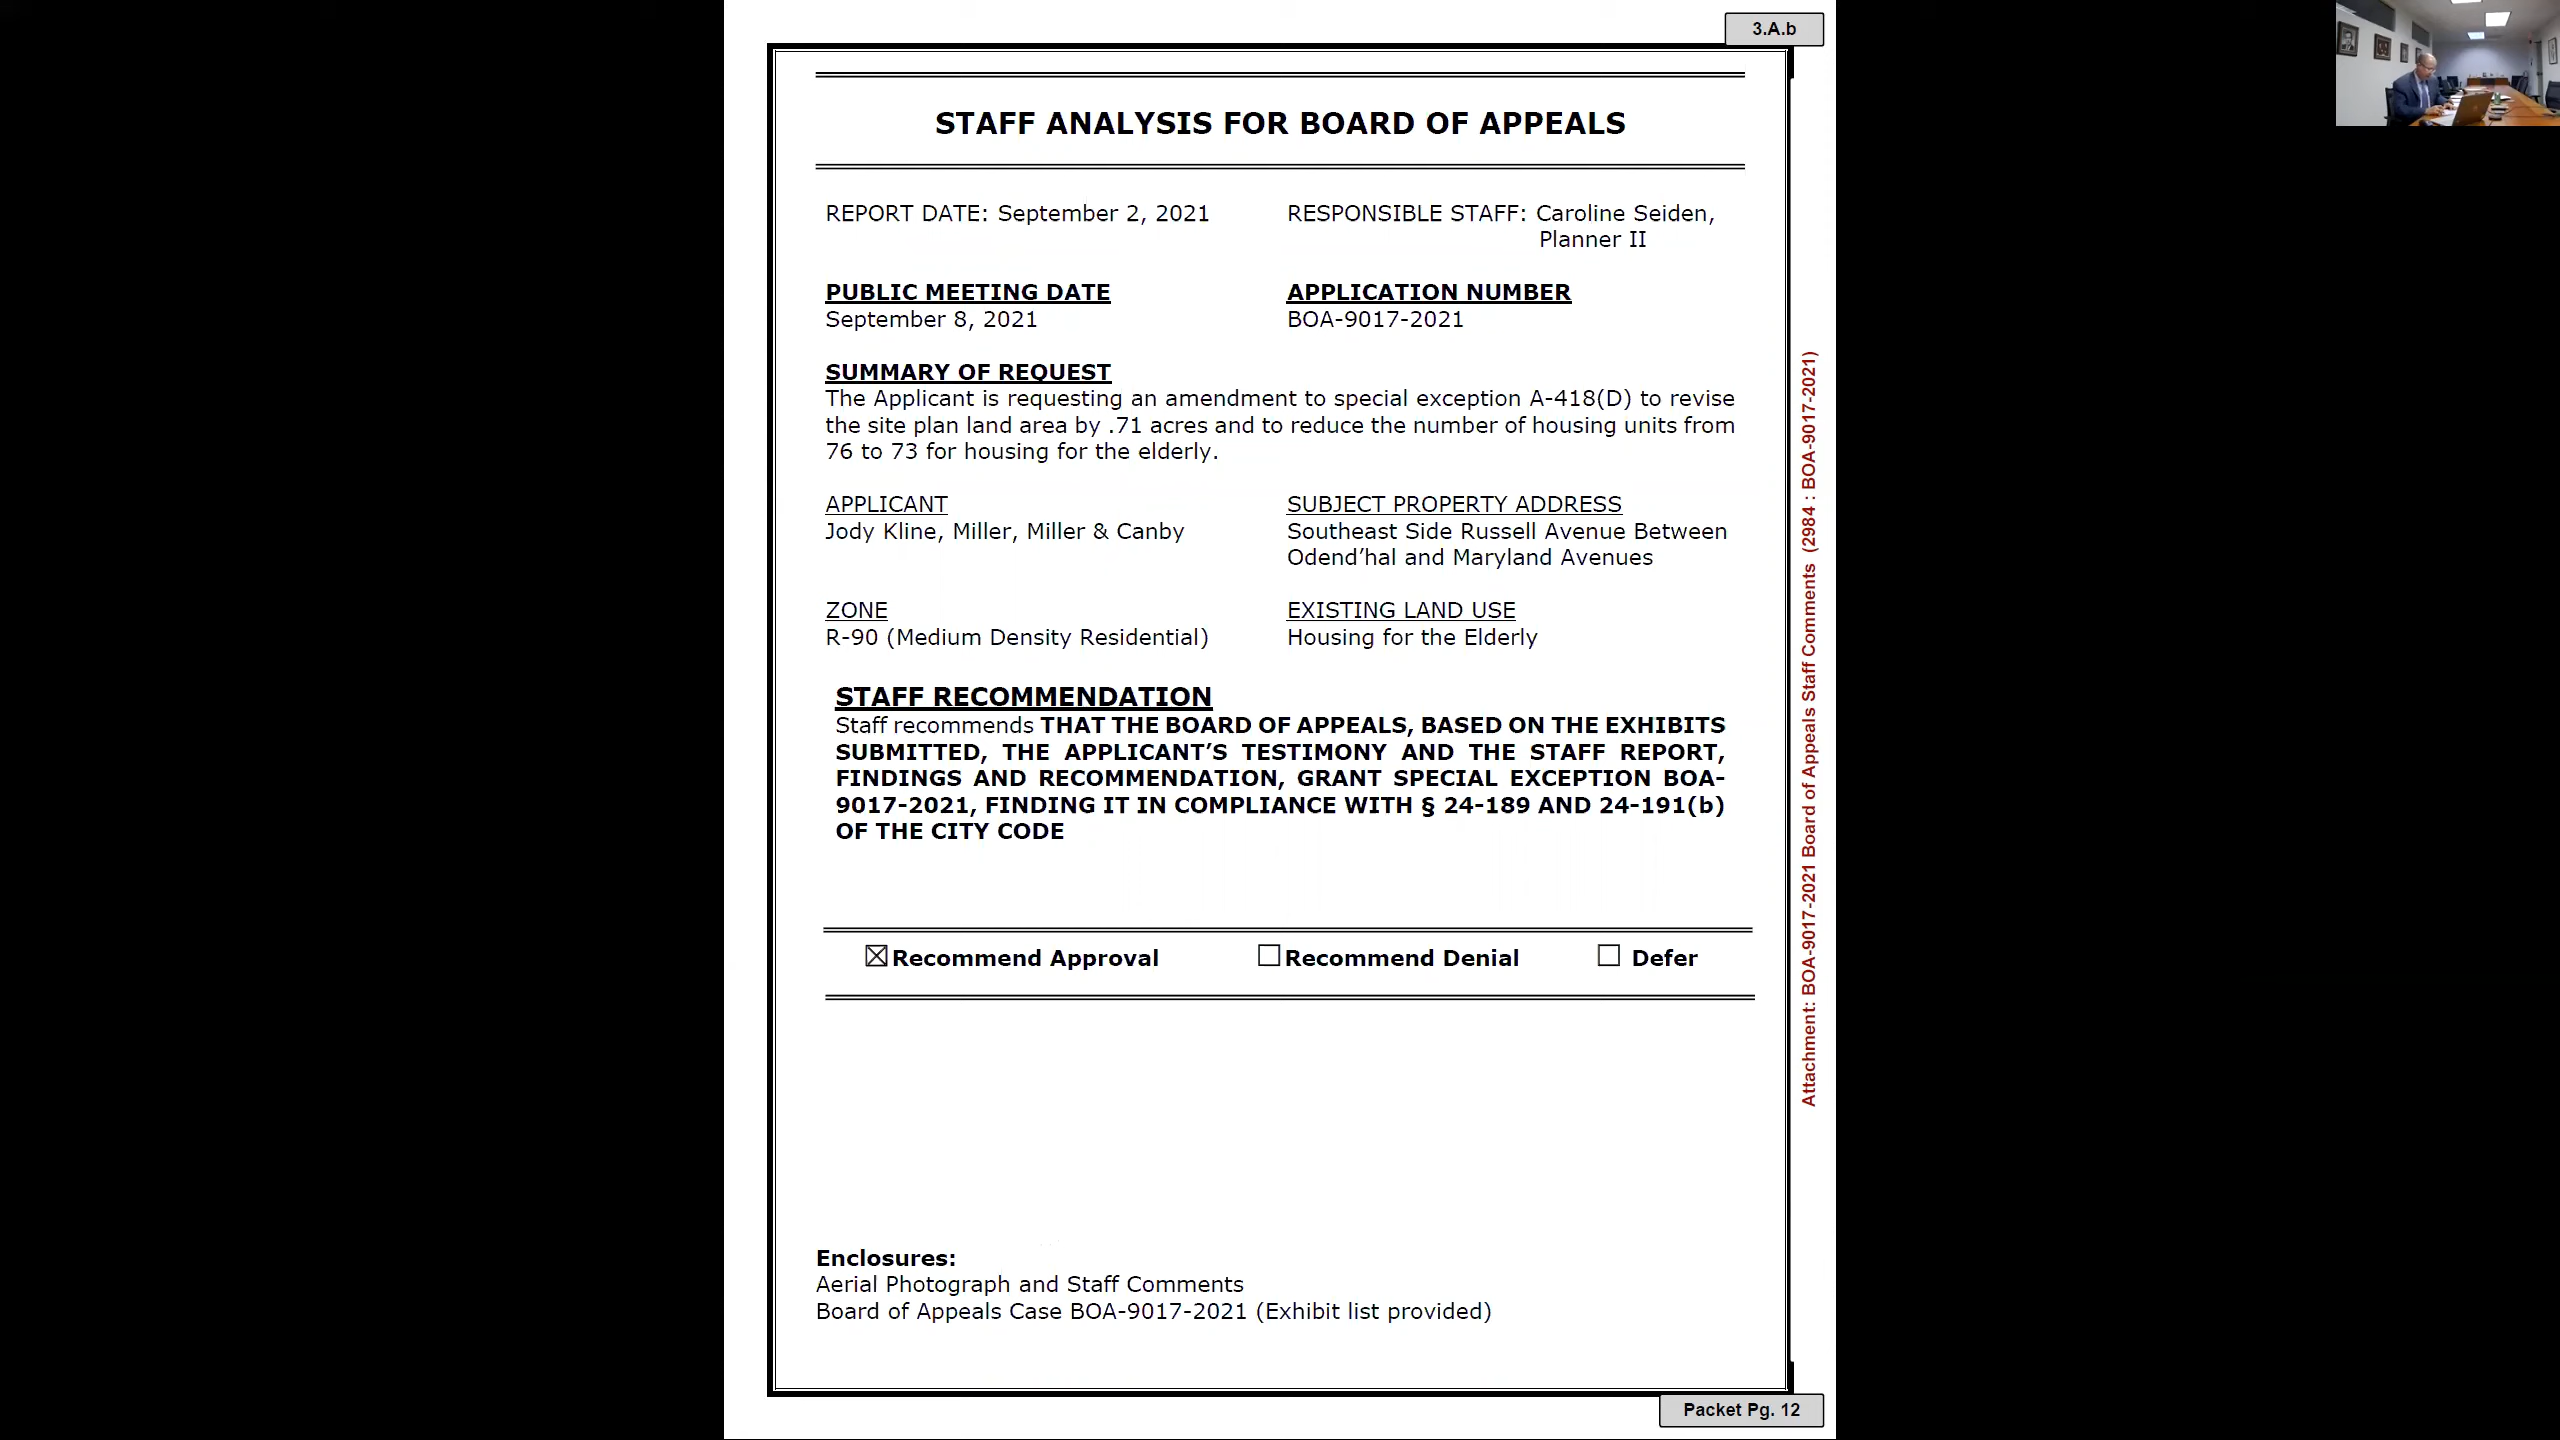 3.A.b
STAFF ANALYSIS FOR BOARD OF APPEALS
REPORT DATE: September 2, 2021
RESPONSIBLE STAFF: Caroline Seiden,
Planner II
PUBLIC MEETING DATE
September 8, 2021
APPLICATION NUMBER
BOA-9017-2021
SUMMARY OF REQUEST
The Applicant is requesting an amendment to special exception A-418(D) to revise
the site plan land area by .71 acres and to reduce the number of housing units from
76 to 73 for housing for the elderly.
APPLICANT
Jody Kline, Miller, Miller & Canby
SUBJECT PROPERTY ADDRESS
Southeast Side Russell Avenue Between
Odend’hal and Maryland Avenues
ZONE
R-90 (Medium Density Residential)
EXISTING LAND USE
Housing for the Elderly
STAFF RECOMMENDATION
Staff recommends THAT THE BOARD OF APPEALS, BASED ON THE EXHIBITS
SUBMITTED, THE APPLICANT’S TESTIMONY AND THE STAFF REPORT,
FINDINGS AND RECOMMENDATION, GRANT SPECIAL EXCEPTION BOA-
9017-2021, FINDING IT IN COMPLIANCE WITH § 24-189 AND 24-191(b)
OF THE CITY CODE
☒Recommend Approval ☐Recommend Denial ☐ Defer
Enclosures:
Aerial Photograph and Staff Comments
Board of Appeals Case BOA-9017-2021 (Exhibit list provided)
Attachment: BOA-9017-2021 Board of Appeals Staff Comments (2984 : BOA-9017-2021)
Packet Pg. 12